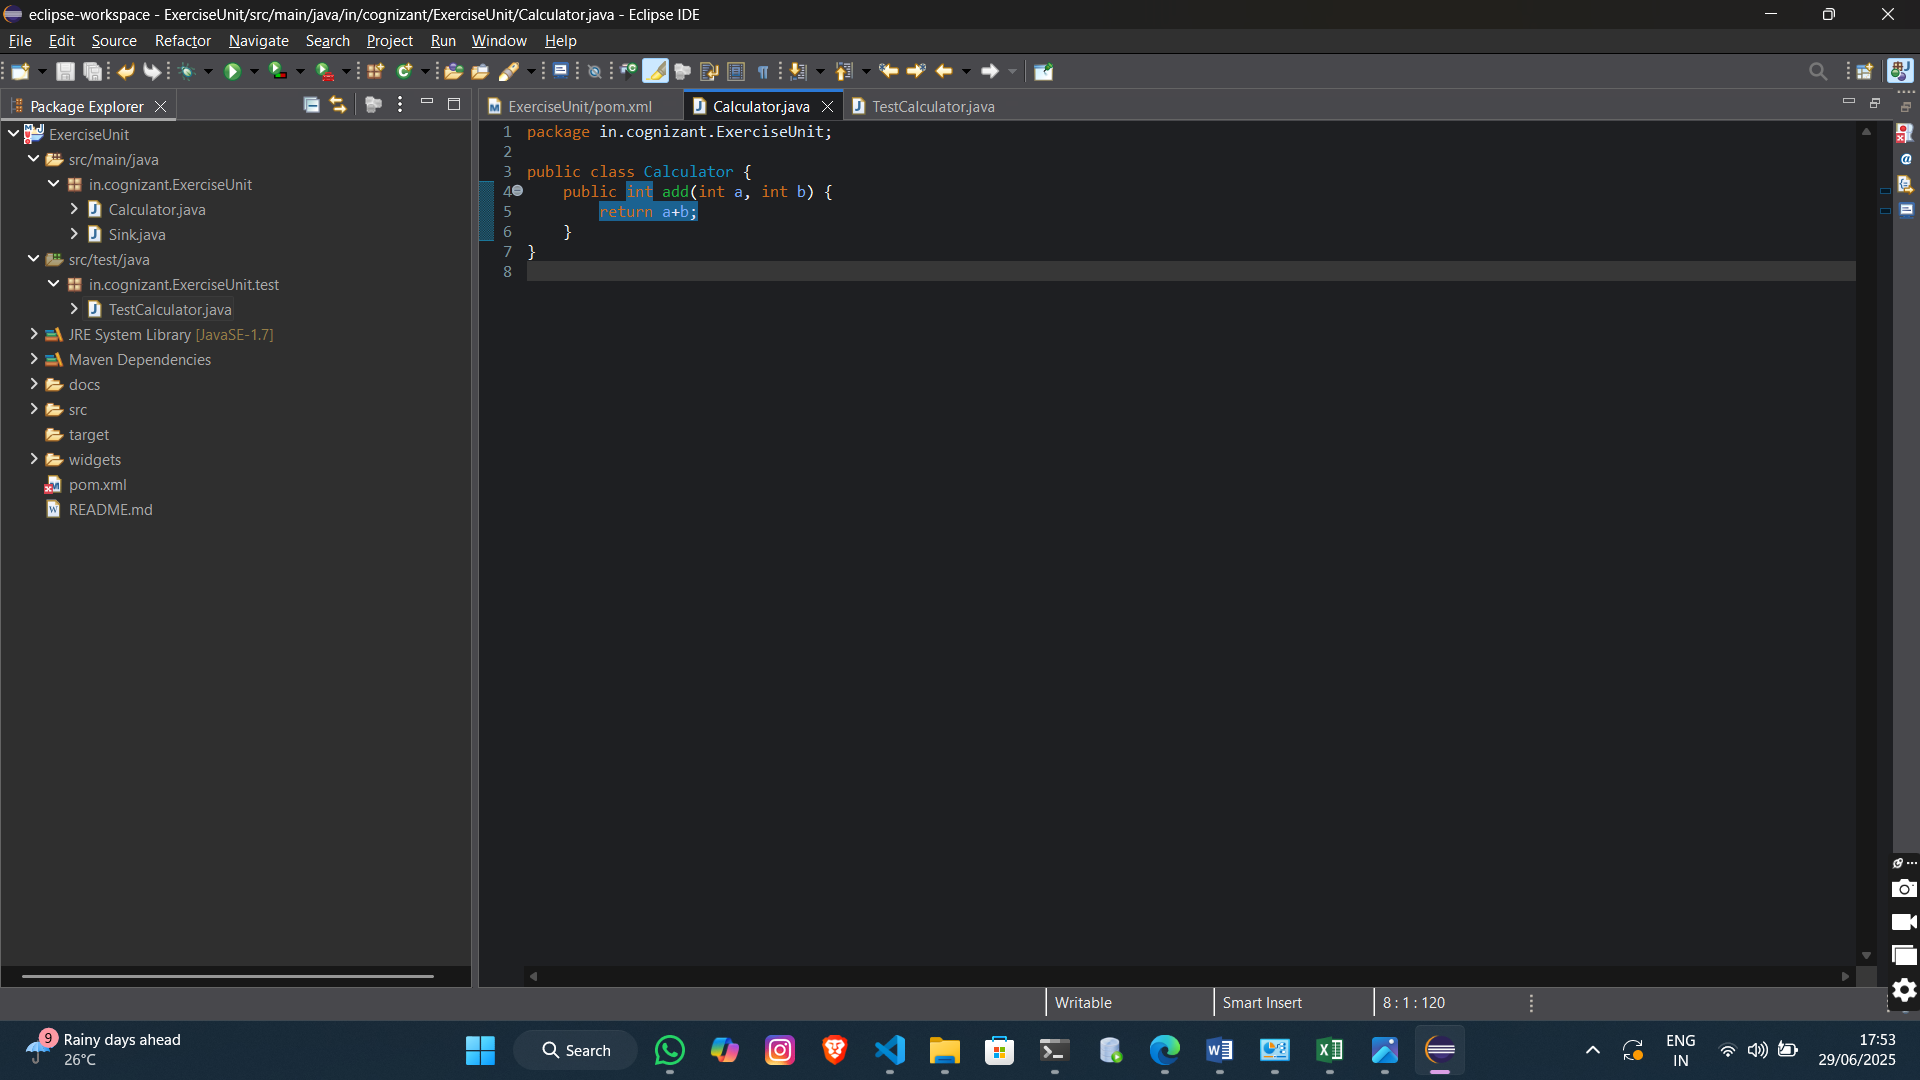 eclipse-workspace - ExerciseUnit/src/main/java/in/cognizant/ExerciseUnit/Calculator.java - Eclipse IDE
File Edit Source Refactor Navigate Search Project Run Window Help
Package Explorer
ExerciseUnit
src/main/java
in.cognizant.ExerciseUnit
Calculator.java
Sink.java
src/test/java
in.cognizant.ExerciseUnit.test
TestCalculator.java
JRE System Library [JavaSE-1.7]
Maven Dependencies
docs
src
target
widgets
pom.xml
README.md
ExerciseUnit/pom.xml Calculator.java TestCalculator.java
1 package in.cognizant.ExerciseUnit;
2
3 public class Calculator {
4 public int add(int a, int b) {
5 return a+b;
6 }
7 }
8
Writable Smart Insert 8 : 1 : 120
9 Rainy days ahead
26°C
Search
ENG
IN
17:53
29/06/2025